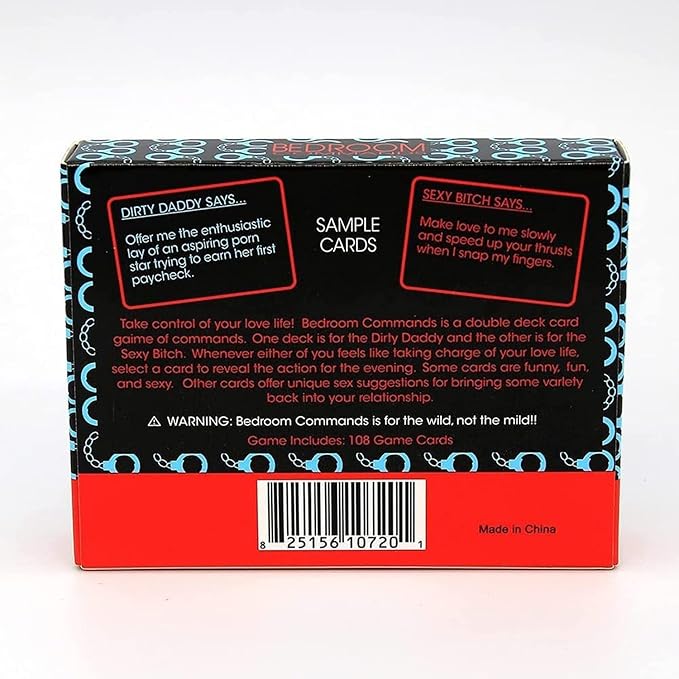 BEDROOM
DIRTY DADDY SAYS...
Offer me the enthusiastic
lay of an aspiring porn
star trying to earn her first
paycheck.
SAMPLE
CARDS
SEXY BITCH SAYS...
Make love to me slowly
and speed up your thrusts
when I snap my fingers.
Take control of your love life! Bedroom Commands is a double deck card
gaime of commands. One deck is for the Dirty Daddy and the other is for the
Sexy Bitch. Whenever either of you feels like taking charge of your love life,
select a card to reveal the action for the evening. Some cards are funny, fun,
and sexy. Other cards offer unique sex suggestions for bringing some variety
back into your relationship.
⚠ WARNING: Bedroom Commands is for the wild, not the mild!!
Game Includes: 108 Game Cards
8 25156 10720 1
Made in China